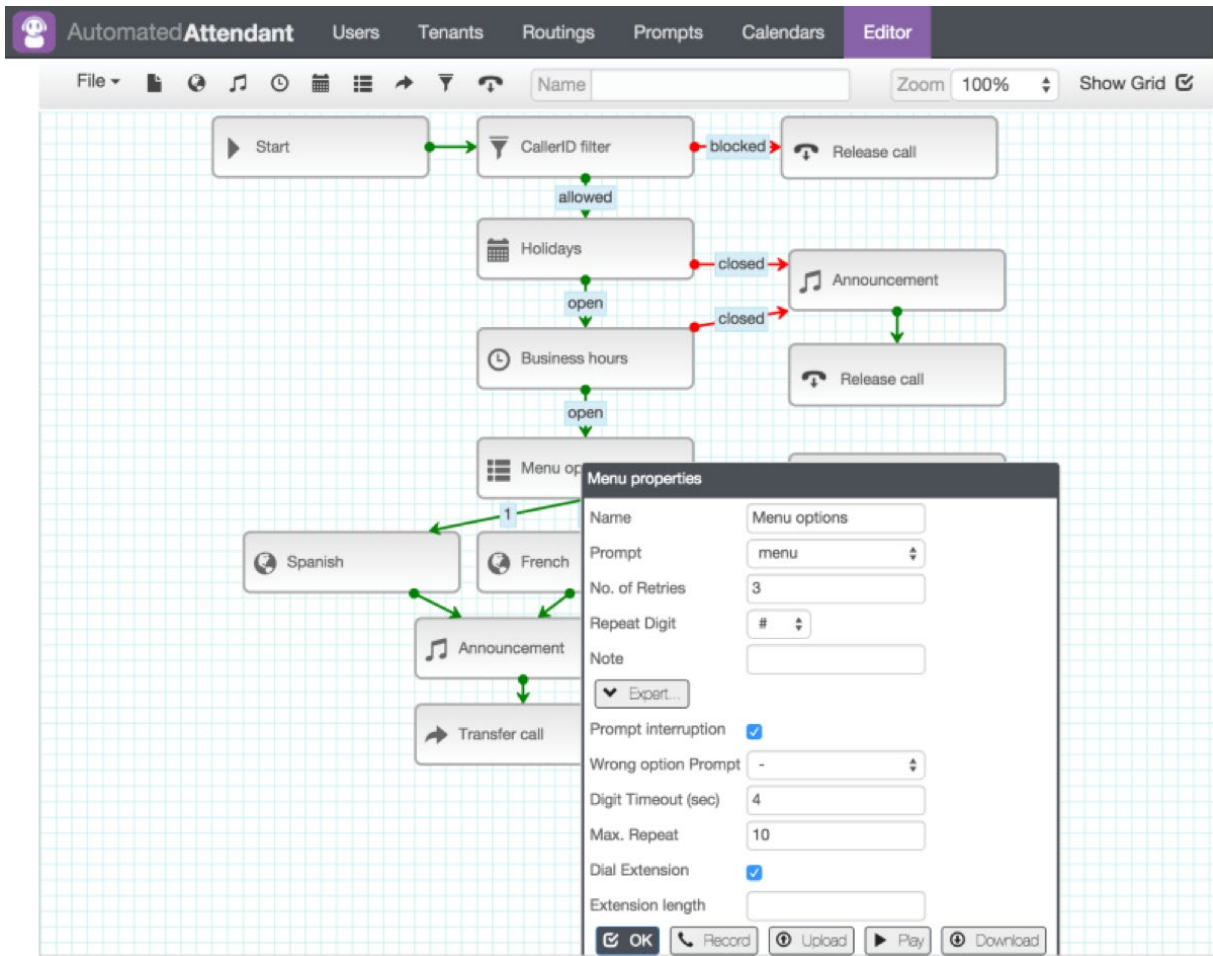 AutomatedAttendant Users Tenants Routings Prompts Calendars Editor
File Name Zoom 100% Show Grid
Start CallerID filter blocked Release call
allowed
Holidays closed Announcement
open
closed
Business hours Release call
open
Menu op
Menu properties
1
Name Menu options
Spanish French
Prompt menu
No. of Retries 3
Repeat Digit #
Announcement
Note
Expert...
Transfer call
Prompt interruption
Wrong option Prompt -
Digit Timeout (sec) 4
Max. Repeat 10
Dial Extension
Extension length
OK Record Upload Play Download